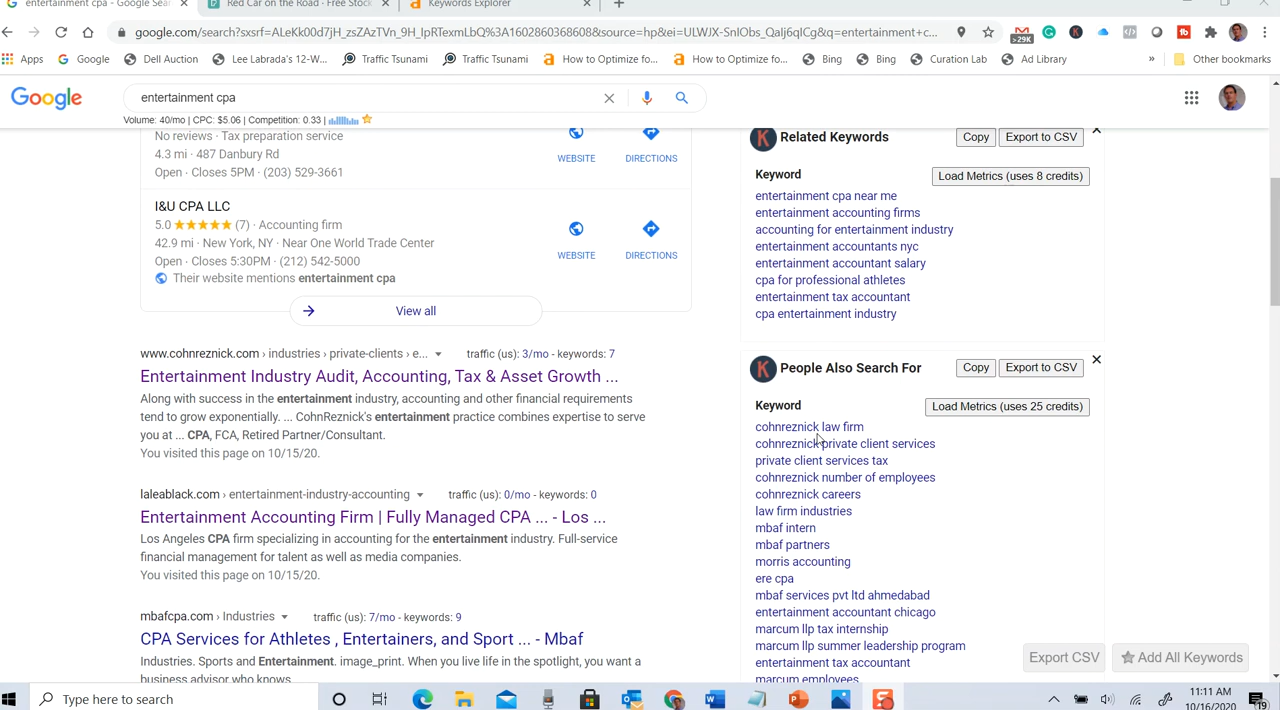 entertainment cpa - Google Sea
Red Car on the Road - Free Stock
Keywords Explorer
google.com/search?sxsrf=ALeKk00d7jH_zsZAzTVn_9H_IpRTexmLbQ%3A1602860368608&source=hp&ei=ULWJX-SnIObs_QaIj6qICg&q=entertainment+c...
>29K
Apps
Google
Dell Auction
Lee Labrada's 12-W...
Traffic Tsunami
Traffic Tsunami
How to Optimize fo...
How to Optimize fo...
Bing
Bing
Curation Lab
Ad Library
»
Other bookmarks
Google
entertainment cpa
Volume: 40/mo | CPC: $5.06 | Competition: 0.33 |
No reviews · Tax preparation service
4.3 mi · 487 Danbury Rd
Open · Closes 5PM · (203) 529-3661
WEBSITE
DIRECTIONS
I&U CPA LLC
5.0 ★★★★★ (7) · Accounting firm
42.9 mi · New York, NY · Near One World Trade Center
Open · Closes 5:30PM · (212) 542-5000
Their website mentions entertainment cpa
WEBSITE
DIRECTIONS
View all
www.cohnreznick.com › industries › private-clients › e... traffic (us): 3/mo - keywords: 7
Entertainment Industry Audit, Accounting, Tax & Asset Growth ...
Along with success in the entertainment industry, accounting and other financial requirements
tend to grow exponentially. ... CohnReznick's entertainment practice combines expertise to serve
you at ... CPA, FCA, Retired Partner/Consultant.
You visited this page on 10/15/20.
laleablack.com › entertainment-industry-accounting traffic (us): 0/mo - keywords: 0
Entertainment Accounting Firm | Fully Managed CPA ... - Los ...
Los Angeles CPA firm specializing in accounting for the entertainment industry. Full-service
financial management for talent as well as media companies.
You visited this page on 10/15/20.
mbafcpa.com › Industries traffic (us): 7/mo - keywords: 9
CPA Services for Athletes , Entertainers, and Sport ... - Mbaf
Industries. Sports and Entertainment. image_print. When you live life in the spotlight, you want a
business advisor who knows
K Related Keywords
Copy
Export to CSV
Keyword
Load Metrics (uses 8 credits)
entertainment cpa near me
entertainment accounting firms
accounting for entertainment industry
entertainment accountants nyc
entertainment accountant salary
cpa for professional athletes
entertainment tax accountant
cpa entertainment industry
K People Also Search For
Copy
Export to CSV
Keyword
Load Metrics (uses 25 credits)
cohnreznick law firm
cohnreznick private client services
private client services tax
cohnreznick number of employees
cohnreznick careers
law firm industries
mbaf intern
mbaf partners
morris accounting
ere cpa
mbaf services pvt ltd ahmedabad
entertainment accountant chicago
marcum llp tax internship
marcum llp summer leadership program
entertainment tax accountant
marcum employees
Export CSV
★ Add All Keywords
Type here to search
11:11 AM
10/16/2020
19